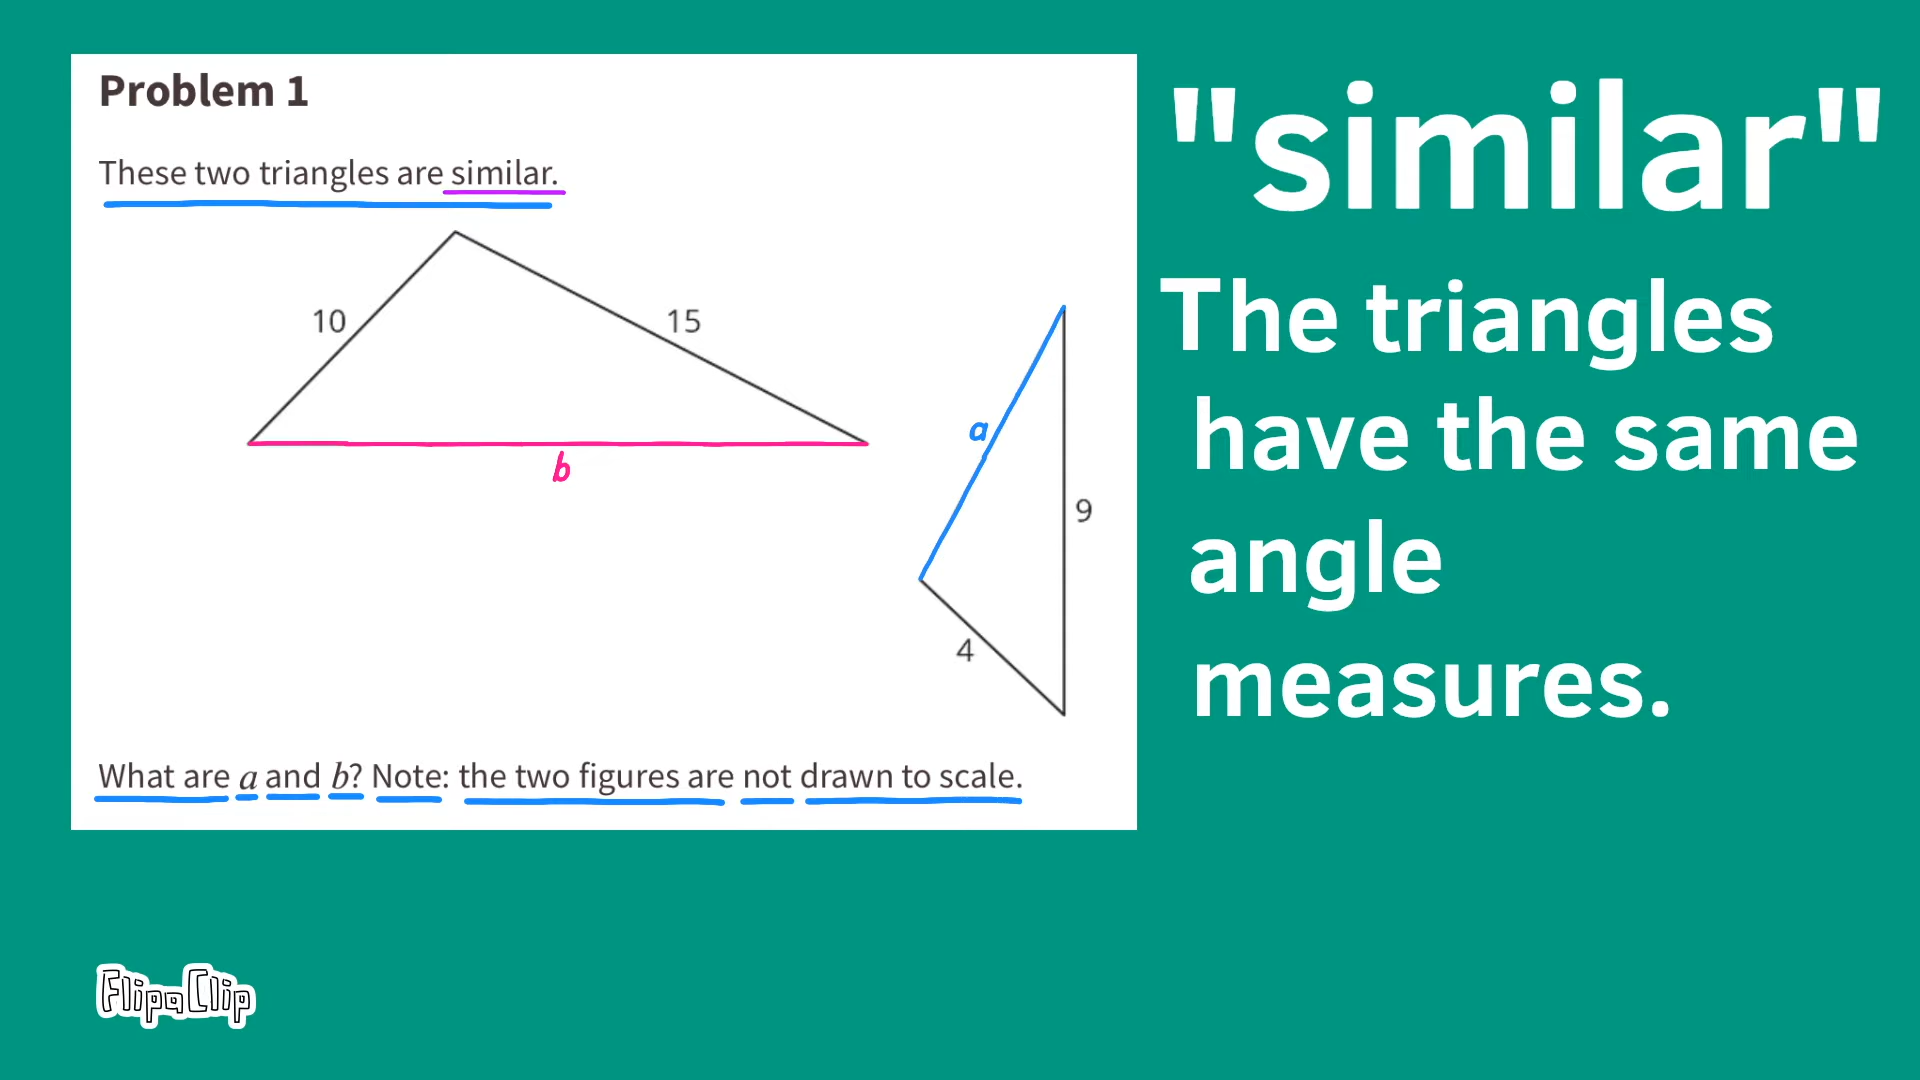 Problem 1
These two triangles are similar.
10
15
b
a
9
4
What are a and b? Note: the two figures are not drawn to scale.
"similar"
The triangles
have the same
angle
measures.
FlipaClip